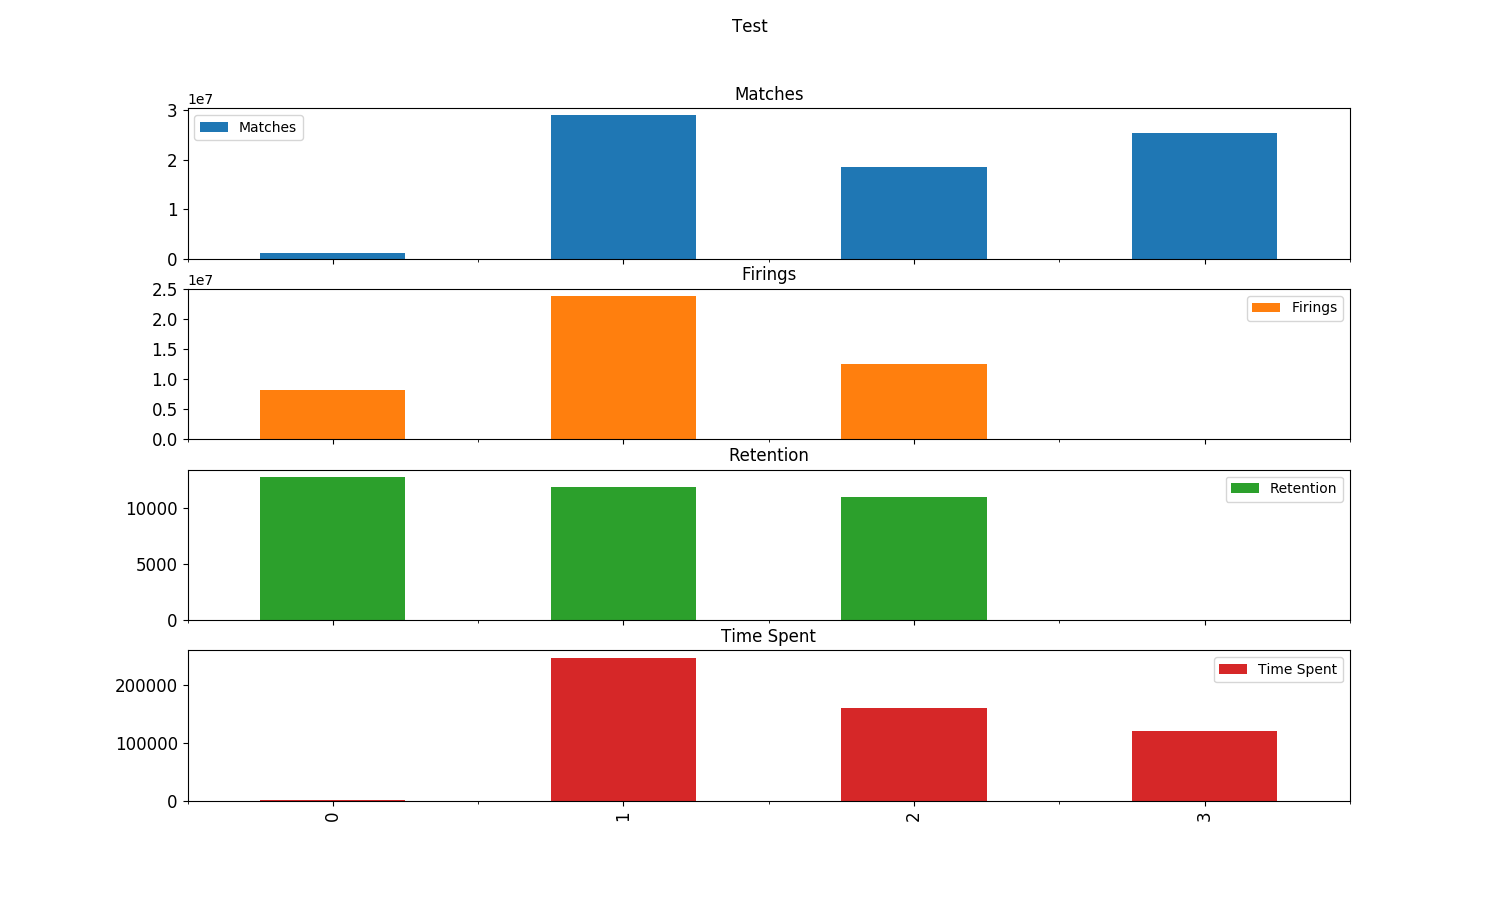 Test
Matches
1e7
3
2
1
0
Matches
Firings
1e7
2.5
2.0
1.5
1.0
0.5
0.0
Firings
Retention
10000
5000
0
Retention
Time Spent
200000
100000
0
Time Spent
0 1 2 3